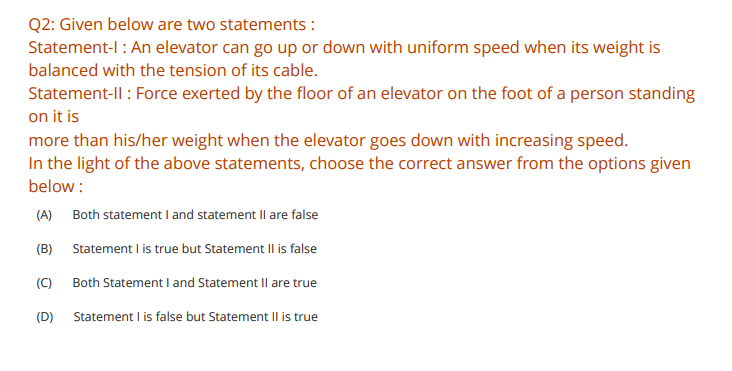 Q2: Given below are two statements :
Statement-I : An elevator can go up or down with uniform speed when its weight is
balanced with the tension of its cable.
Statement-II : Force exerted by the floor of an elevator on the foot of a person standing
on it is
more than his/her weight when the elevator goes down with increasing speed.
In the light of the above statements, choose the correct answer from the options given
below :
(A) Both statement I and statement II are false
(B) Statement I is true but Statement II is false
(C) Both Statement I and Statement II are true
(D) Statement I is false but Statement II is true